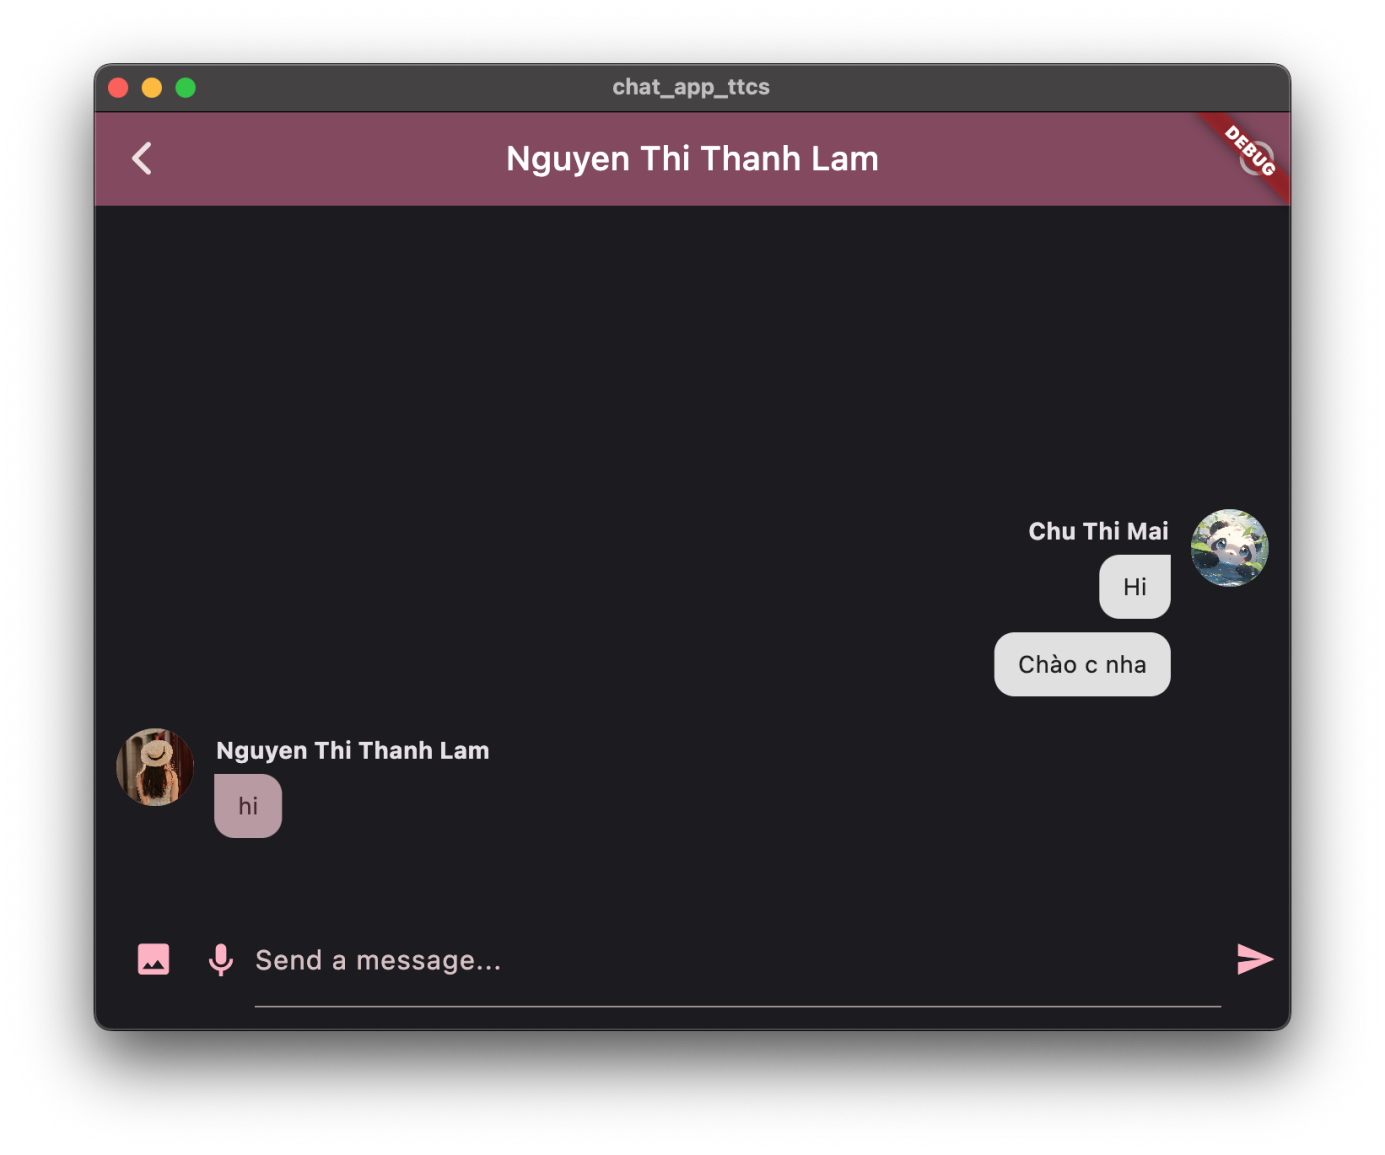 chat_app_ttcs
Nguyen Thi Thanh Lam
DEBUG
Chu Thi Mai
Hi
Chào c nha
Nguyen Thi Thanh Lam
hi
Send a message...